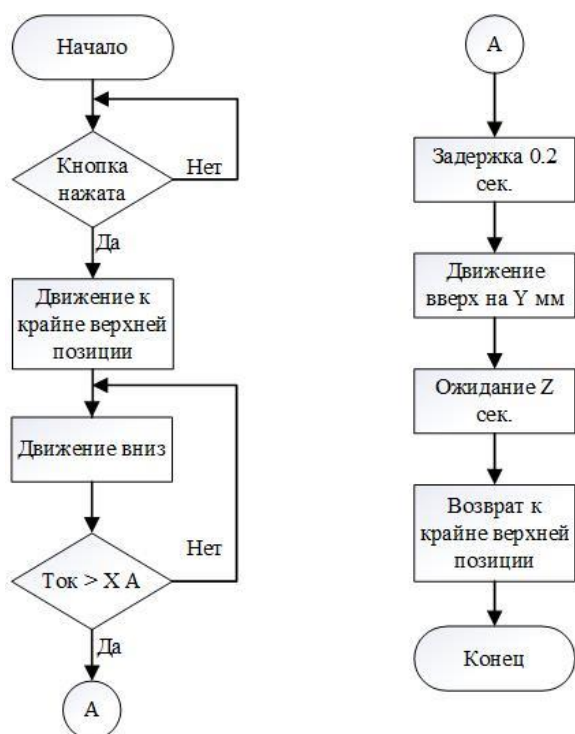 Начало
Кнопка
нажата
Нет
Да
Движение к
крайне верхней
позиции
Движение вниз
Ток > X А
Нет
Да
А
А
Задержка 0.2
сек.
Движение
вверх на Y мм
Ожидание Z
сек.
Возврат к
крайне верхней
позиции
Конец